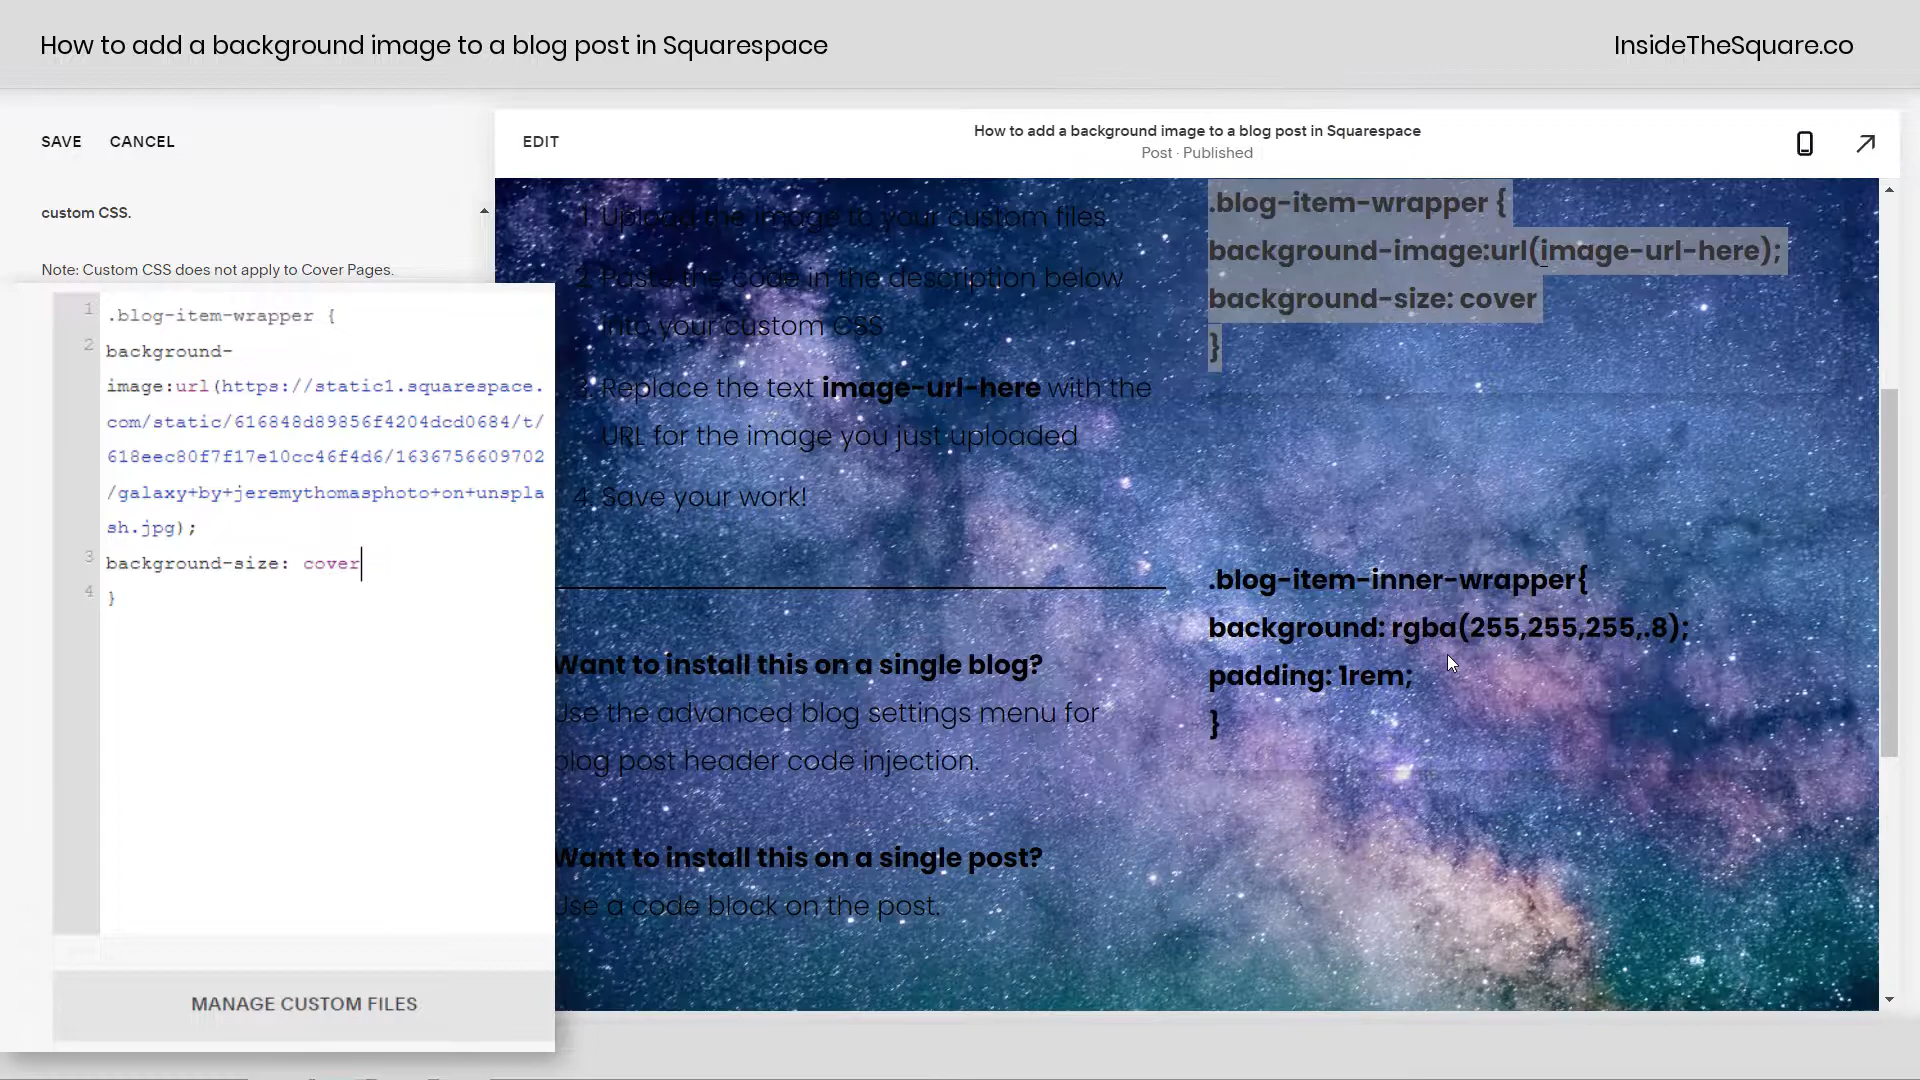 How to add a background image to a blog post in Squarespace
InsideTheSquare.co
SAVE CANCEL
EDIT
How to add a background image to a blog post in Squarespace
Post · Published
custom CSS.
Note: Custom CSS does not apply to Cover Pages.
1 .blog-item-wrapper {
2 background-
image:url(https://static1.squarespace.
com/static/616848d89856f4204dcd0684/t/
618eec80f7f17e10cc46f4d6/1636756609702
/galaxy+by+jeremythomasphoto+on+unspla
sh.jpg);
3 background-size: cover
4 }
MANAGE CUSTOM FILES
1. Upload the image to your custom files
2. Paste the code in the description below
into your custom CSS
3. Replace the text image-url-here with the
URL for the image you just uploaded
4. Save your work!
Want to install this on a single blog?
Use the advanced blog settings menu for
blog post header code injection.
Want to install this on a single post?
Use a code block on the post.
.blog-item-wrapper {
background-image:url(image-url-here);
background-size: cover
}
.blog-item-inner-wrapper{
background: rgba(255,255,255,.8);
padding: 1rem;
}